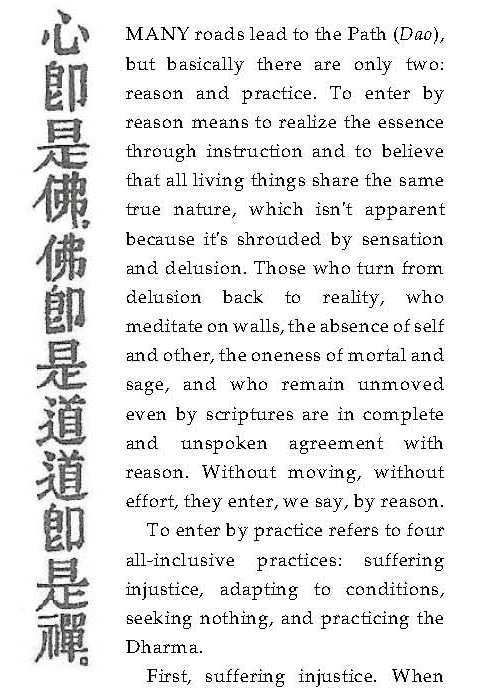 心卽是佛。佛卽是道道卽是禪。
MANY roads lead to the Path (Dao),
but basically there are only two:
reason and practice. To enter by
reason means to realize the essence
through instruction and to believe
that all living things share the same
true nature, which isn't apparent
because it's shrouded by sensation
and delusion. Those who turn from
delusion back to reality, who
meditate on walls, the absence of self
and other, the oneness of mortal and
sage, and who remain unmoved
even by scriptures are in complete
and unspoken agreement with
reason. Without moving, without
effort, they enter, we say, by reason.
To enter by practice refers to four
all-inclusive practices: suffering
injustice, adapting to conditions,
seeking nothing, and practicing the
Dharma.
First, suffering injustice. When